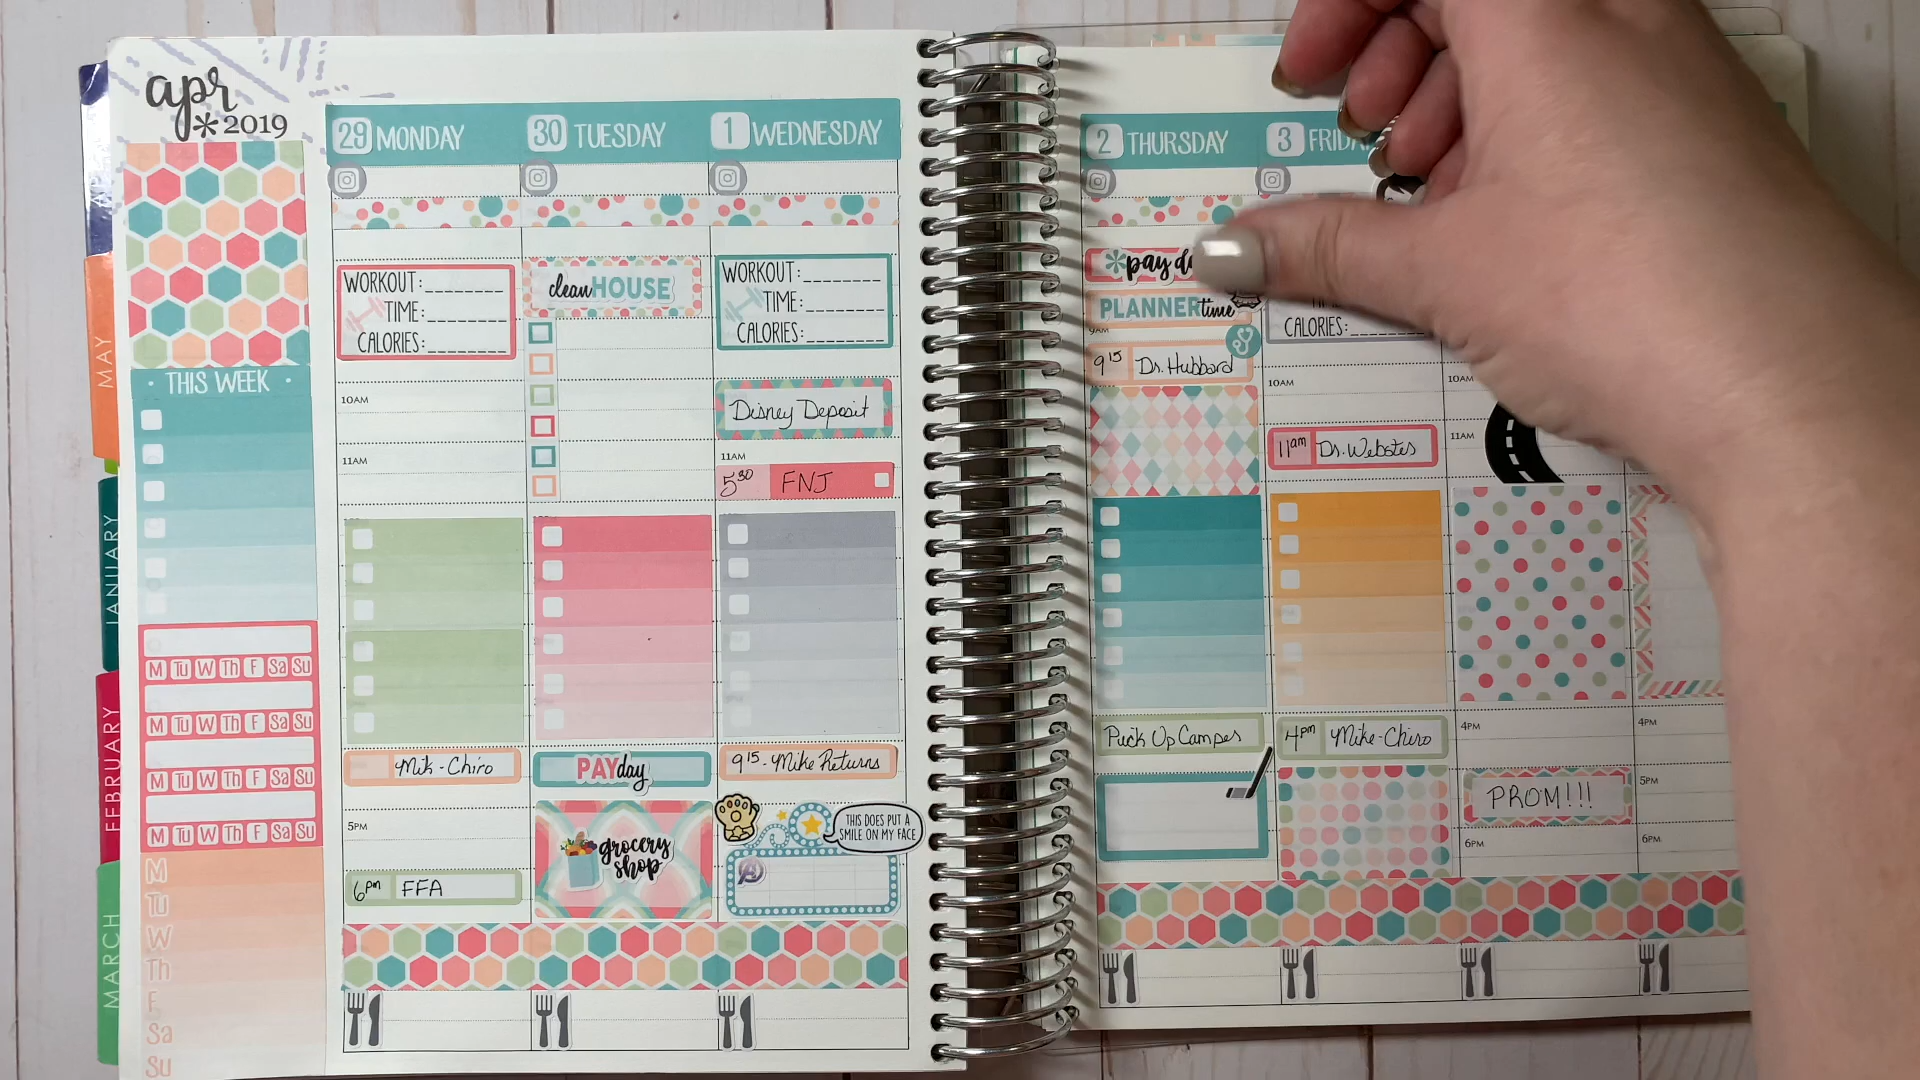 apr
*2019
THIS WEEK
M Tu W Th F Sa Su
M Tu W Th F Sa Su
M Tu W Th F Sa Su
M Tu W Th F Sa Su
M
Tu
W
Th
F
Sa
Su
MAY
JANUARY
FEBRUARY
MARCH
29 MONDAY
WORKOUT:
TIME:
CALORIES:
10AM
11AM
Mik-Chiro
5PM
6pm FFA
30 TUESDAY
clean HOUSE
PAYday
grocery
shop
1 WEDNESDAY
WORKOUT:
TIME:
CALORIES:
Disney Deposit
11AM
5:30 FNJ
9:15 - Mike Returns
THIS DOES PUT A
SMILE ON MY FACE
2 THURSDAY
*pay
PLANNERtime
9AM
9:15 Dr. Hubbard
Pick Up Camper
3 FRIDA
CALORIES:
10AM
11am Dr. Webster
4pm Mike-Chiro
10AM
11AM
4PM
PROM!!!
6PM
4PM
5PM
6PM